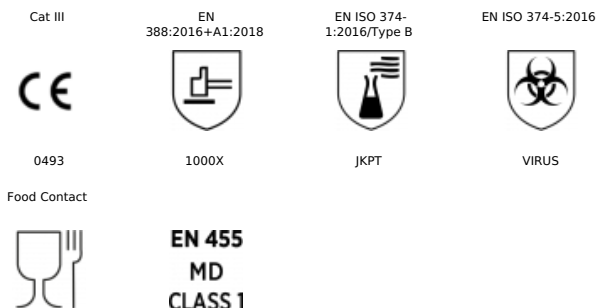 Cat III
EN
388:2016+A1:2018
EN ISO 374-
1:2016/Type B
EN ISO 374-5:2016
CE
0493
1000X
JKPT
VIRUS
Food Contact
EN 455
MD
CLASS 1